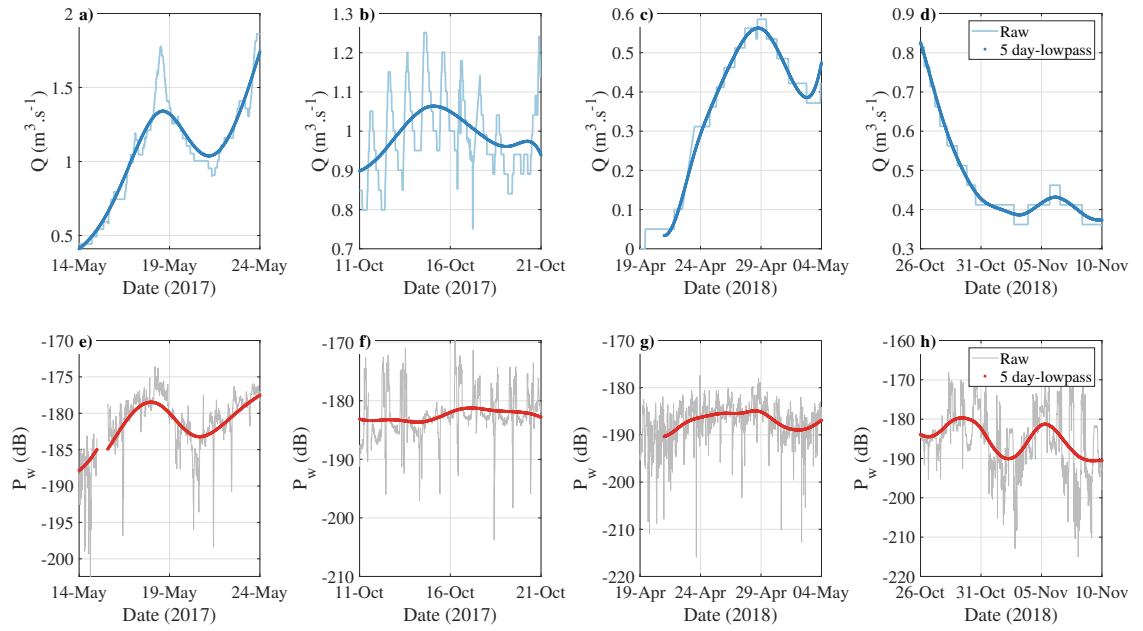 a)
2
1.5
1
0.5
Q (m³.s⁻¹)
14-May 19-May 24-May
Date (2017)
b)
1.3
1.2
1.1
1
0.9
0.8
0.7
Q (m³.s⁻¹)
11-Oct 16-Oct 21-Oct
Date (2017)
c)
0.6
0.5
0.4
0.3
0.2
0.1
0
Q (m³.s⁻¹)
19-Apr 24-Apr 29-Apr 04-May
Date (2018)
d)
Raw
5 day-lowpass
0.9
0.8
0.7
0.6
0.5
0.4
0.3
Q (m³.s⁻¹)
26-Oct 31-Oct 05-Nov 10-Nov
Date (2018)
e)
-170
-175
-180
-185
-190
-195
-200
P_w (dB)
14-May 19-May 24-May
Date (2017)
f)
-170
-180
-190
-200
-210
P_w (dB)
11-Oct 16-Oct 21-Oct
Date (2017)
g)
-170
-180
-190
-200
-210
-220
P_w (dB)
19-Apr 24-Apr 29-Apr 04-May
Date (2018)
h)
Raw
5 day-lowpass
-160
-170
-180
-190
-200
-210
-220
P_w (dB)
26-Oct 31-Oct 05-Nov 10-Nov
Date (2018)